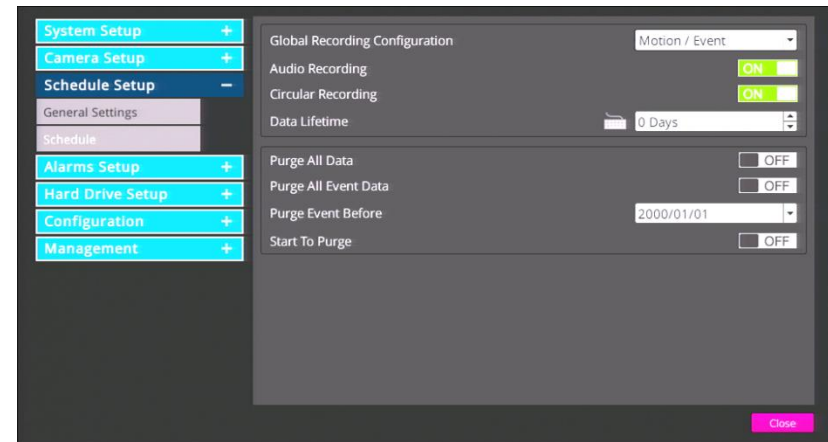 System Setup +
Camera Setup +
Schedule Setup −
General Settings
Schedule
Alarms Setup +
Hard Drive Setup +
Configuration +
Management +
Global Recording Configuration Motion / Event
Audio Recording ON
Circular Recording ON
Data Lifetime 0 Days
Purge All Data OFF
Purge All Event Data OFF
Purge Event Before 2000/01/01
Start To Purge OFF
Close